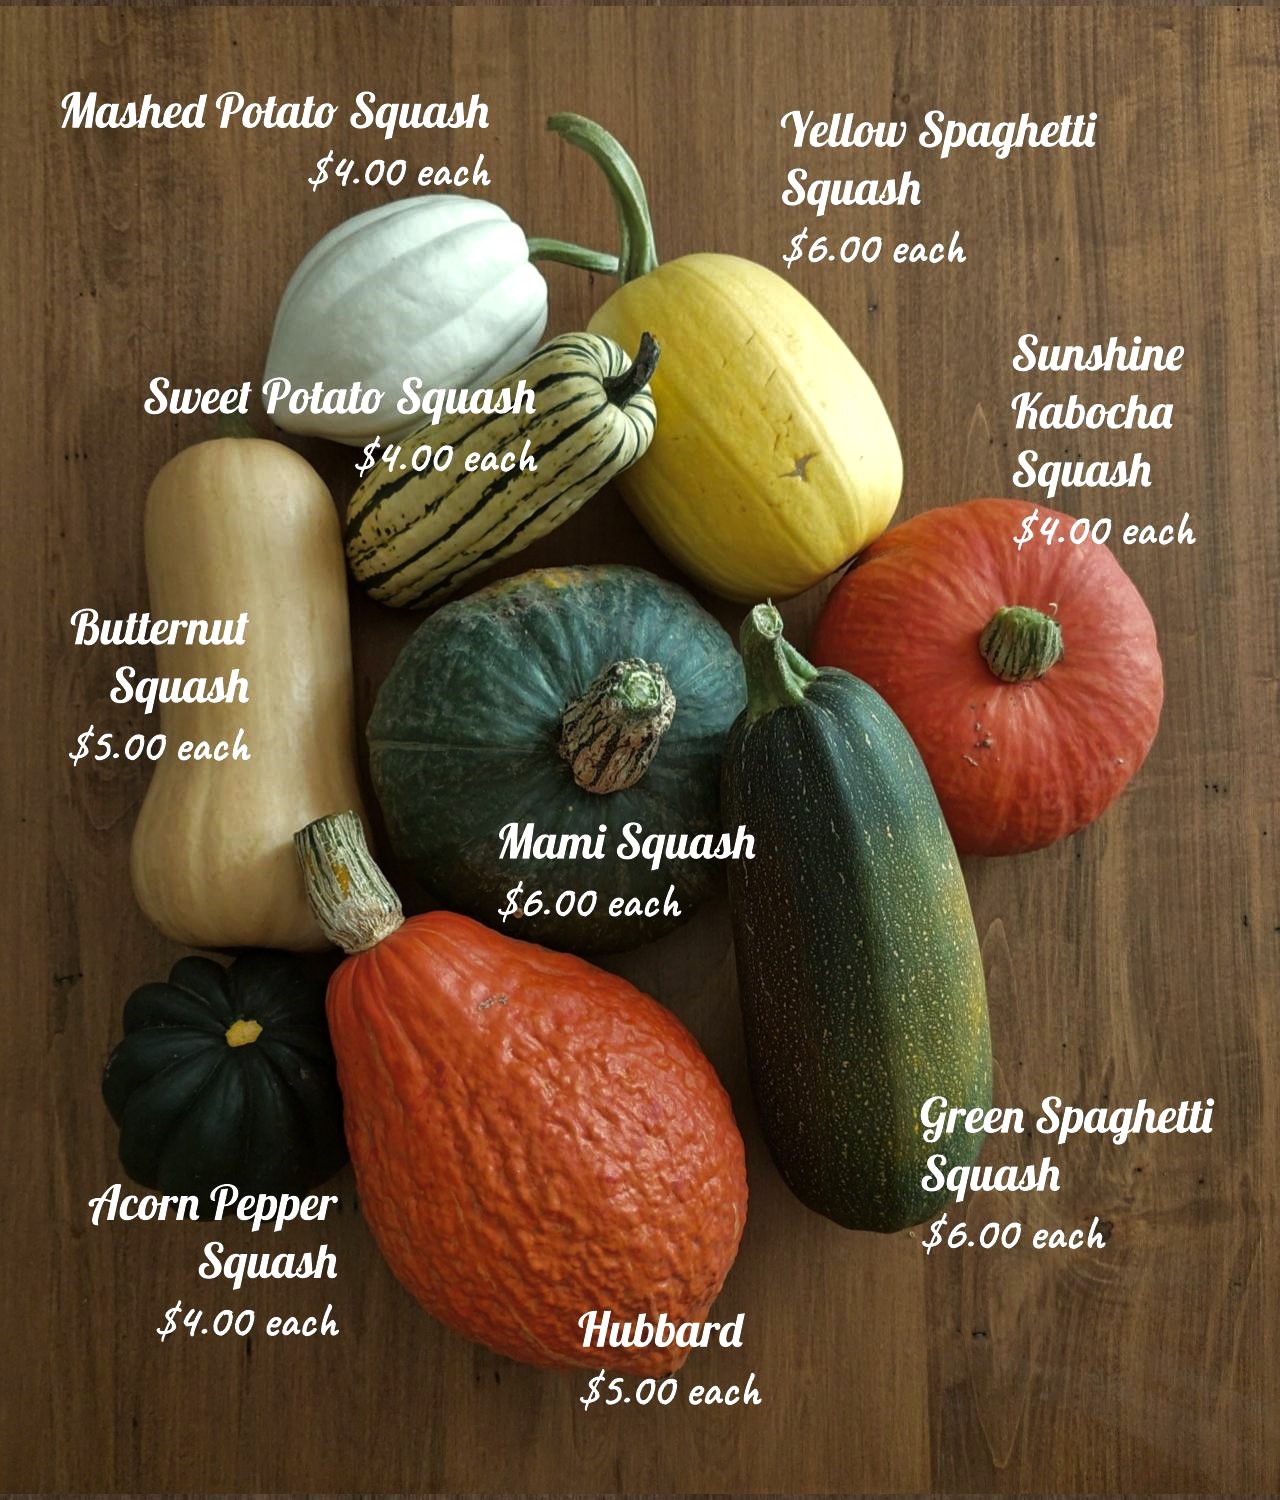 Mashed Potato Squash
$4.00 each
Yellow Spaghetti
Squash
$6.00 each
Sunshine
Kabocha
Squash
$4.00 each
Sweet Potato Squash
$4.00 each
Butternut
Squash
$5.00 each
Mami Squash
$6.00 each
Green Spaghetti
Squash
$6.00 each
Acorn Pepper
Squash
$4.00 each
Hubbard
$5.00 each